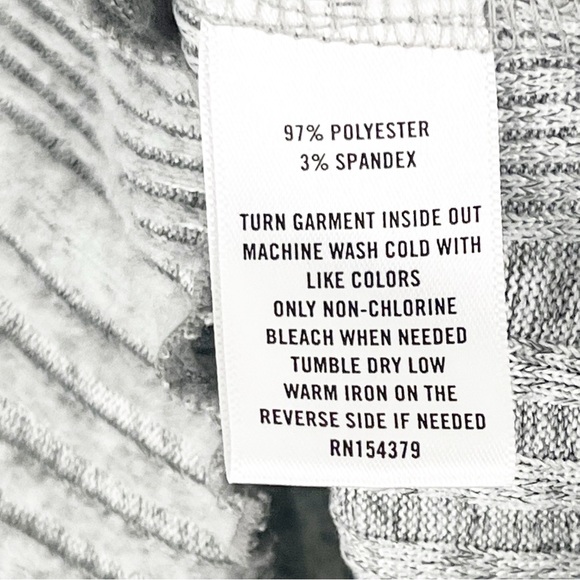 97% POLYESTER
3% SPANDEX
TURN GARMENT INSIDE OUT
MACHINE WASH COLD WITH
LIKE COLORS
ONLY NON-CHLORINE
BLEACH WHEN NEEDED
TUMBLE DRY LOW
WARM IRON ON THE
REVERSE SIDE IF NEEDED
RN154379